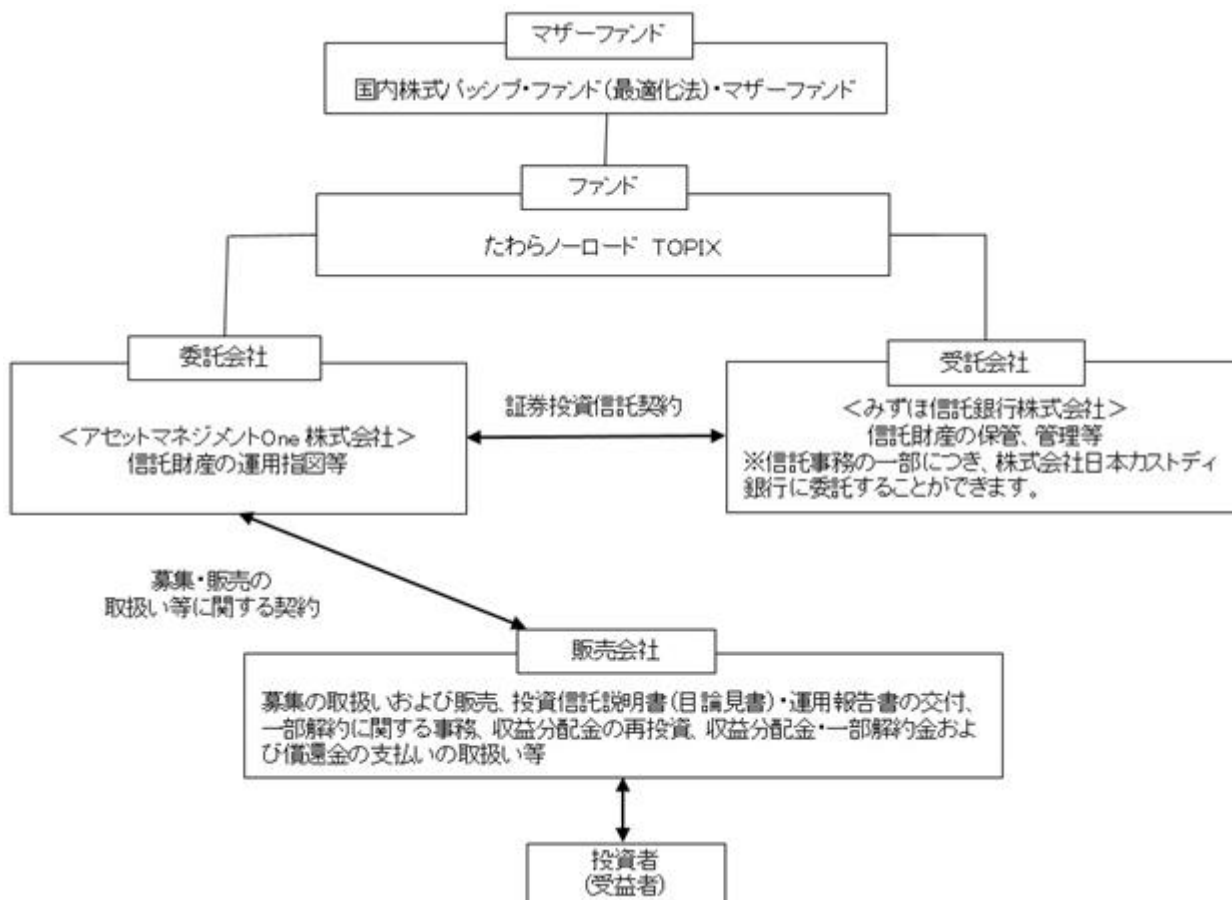 マザーファンド
国内株式パッシブ・ファンド(最適化法)・マザーファンド
ファンド
たわらノーロード TOPIX
委託会社
＜アセットマネジメントOne 株式会社＞
信託財産の運用指図等
証券投資信託契約
受託会社
＜みずほ信託銀行株式会社＞
信託財産の保管、管理等
※信託事務の一部につき、株式会社日本カストディ
銀行に委託することができます。
募集・販売の
取扱い等に関する契約
販売会社
募集の取扱いおよび販売、投資信託説明書(目論見書)・運用報告書の交付、
一部解約に関する事務、収益分配金の再投資、収益分配金・一部解約金およ
び償還金の支払いの取扱い等
投資者
(受益者)